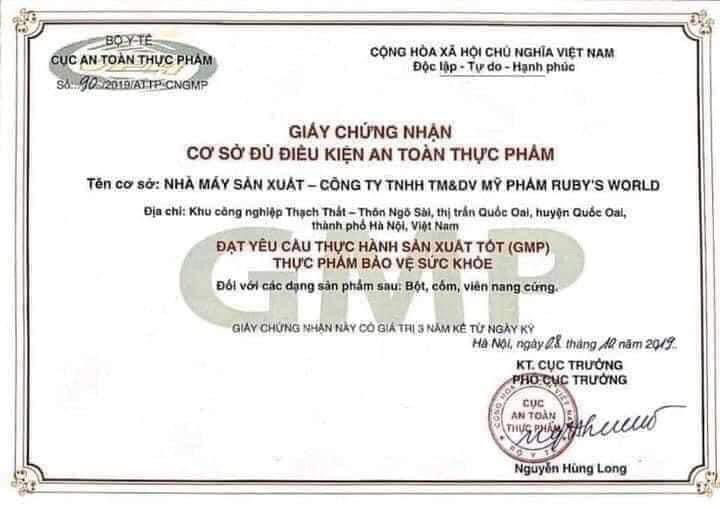 BỘ Y TẾ
CỤC AN TOÀN THỰC PHẨM
Số: 90 /2019/ATTP-CNGMP
CỘNG HÒA XÃ HỘI CHỦ NGHĨA VIỆT NAM
Độc lập - Tự do - Hạnh phúc
GIẤY CHỨNG NHẬN
CƠ SỞ ĐỦ ĐIỀU KIỆN AN TOÀN THỰC PHẨM
Tên cơ sở: NHÀ MÁY SẢN XUẤT – CÔNG TY TNHH TM&DV MỸ PHẨM RUBY'S WORLD
Địa chỉ: Khu công nghiệp Thạch Thất – Thôn Ngô Sài, thị trấn Quốc Oai, huyện Quốc Oai,
thành phố Hà Nội, Việt Nam
GMP
ĐẠT YÊU CẦU THỰC HÀNH SẢN XUẤT TỐT (GMP)
THỰC PHẨM BẢO VỆ SỨC KHỎE
Đối với các dạng sản phẩm sau: Bột, cốm, viên nang cứng.
GIẤY CHỨNG NHẬN NÀY CÓ GIÁ TRỊ 3 NĂM KỂ TỪ NGÀY KÝ
Hà Nội, ngày 08 tháng 10 năm 2019
KT. CỤC TRƯỞNG
PHÓ CỤC TRƯỞNG
CỤC
AN TOÀN
THỰC PHẨM
BỘ Y TẾ
Nguyễn Hùng Long